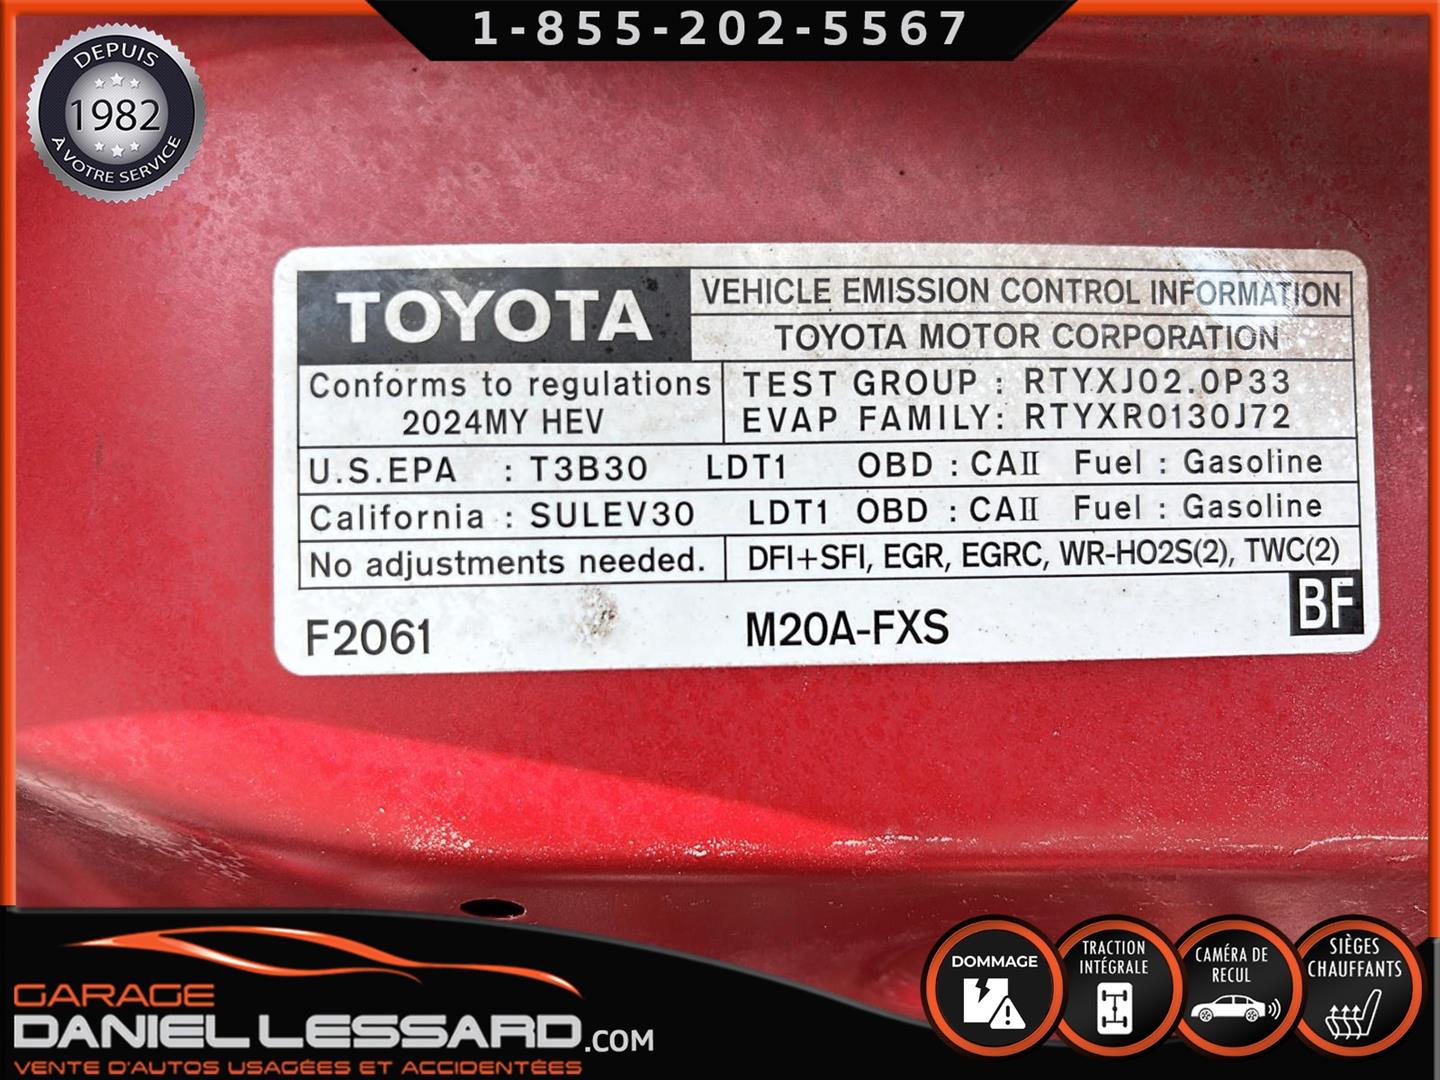 1-855-202-5567
DEPUIS
1982
À VOTRE SERVICE
TOYOTA
VEHICLE EMISSION CONTROL INFORMATION
TOYOTA MOTOR CORPORATION
Conforms to regulations
2024MY HEV
TEST GROUP : RTYXJ02.0P33
EVAP FAMILY: RTYXR0130J72
U.S.EPA : T3B30 LDT1 OBD : CAII Fuel : Gasoline
California : SULEV30 LDT1 OBD : CAII Fuel : Gasoline
No adjustments needed.
DFI+SFI, EGR, EGRC, WR-HO2S(2), TWC(2)
F2061 M20A-FXS BF
GARAGE
DANIEL LESSARD.COM
VENTE D'AUTOS USAGÉES ET ACCIDENTÉES
DOMMAGE
TRACTION
INTÉGRALE
CAMÉRA DE
RECUL
SIÈGES
CHAUFFANTS